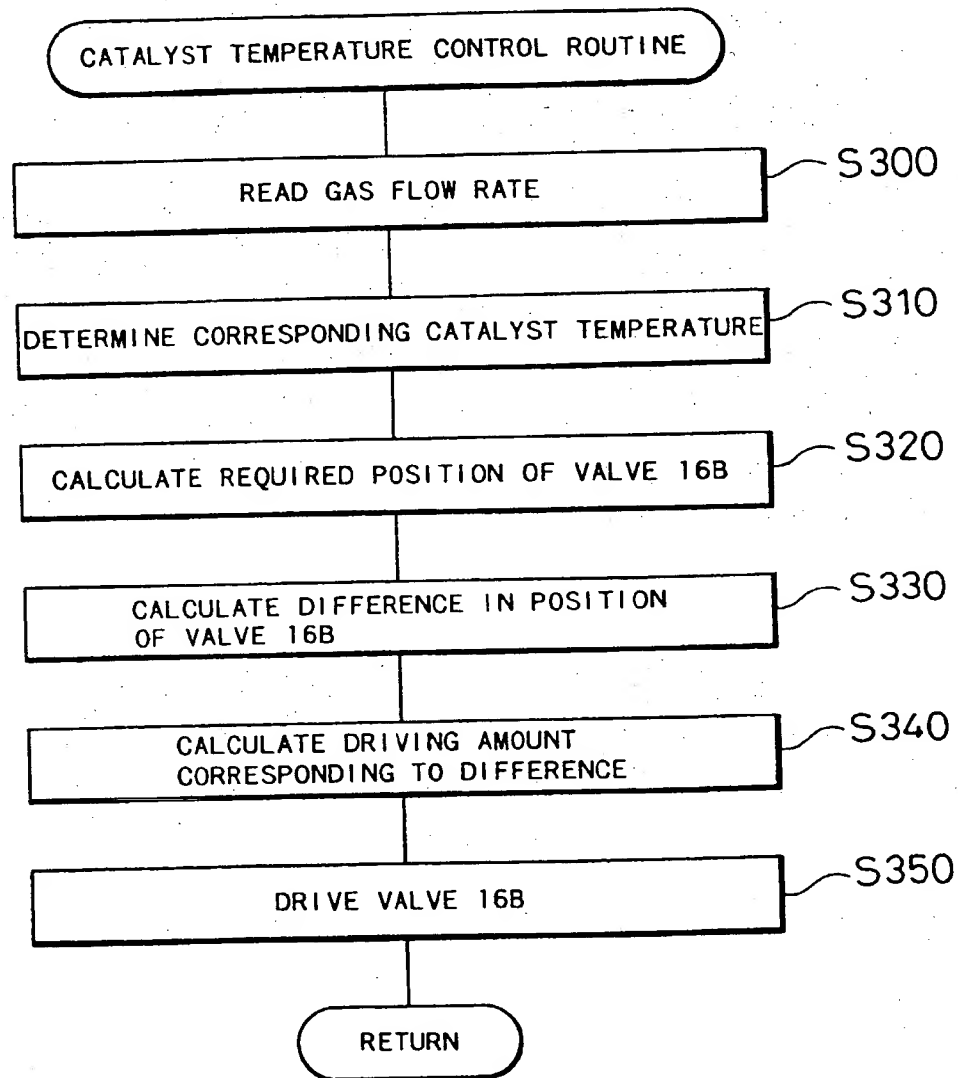 CATALYST TEMPERATURE CONTROL ROUTINE
READ GAS FLOW RATE
S300
DETERMINE CORRESPONDING CATALYST TEMPERATURE
S310
CALCULATE REQUIRED POSITION OF VALVE 16B
S320
CALCULATE DIFFERENCE IN POSITION
OF VALVE 16B
S330
CALCULATE DRIVING AMOUNT
CORRESPONDING TO DIFFERENCE
S340
DRIVE VALVE 16B
S350
RETURN